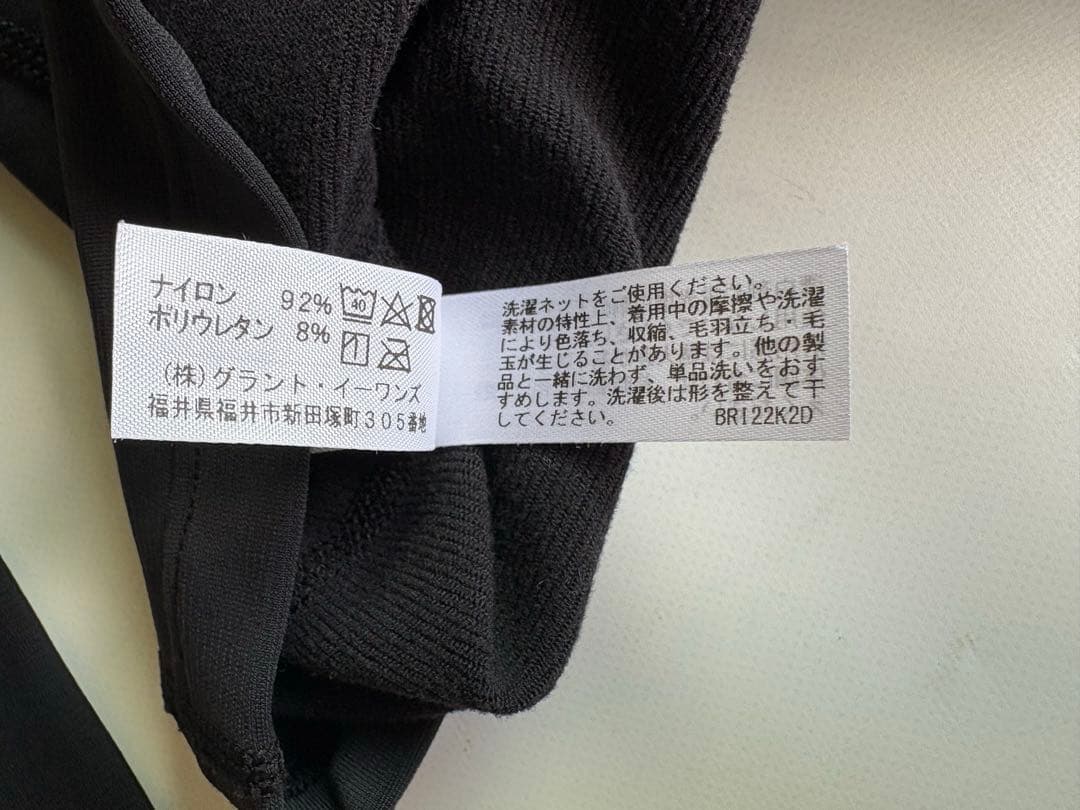 ナイロン 92%
40
ポリウレタン 8%
(株)グラント・イーワンズ
福井県福井市新田塚町305番地
洗濯ネットをご使用ください。
素材の特性上、着用中の摩擦や洗濯
により色落ち、収縮、毛羽立ち・毛
玉が生じることがあります。他の製
品と一緒に洗わず、単品洗いをおす
すめします。洗濯後は形を整えて干
してください。 BRI22K2D